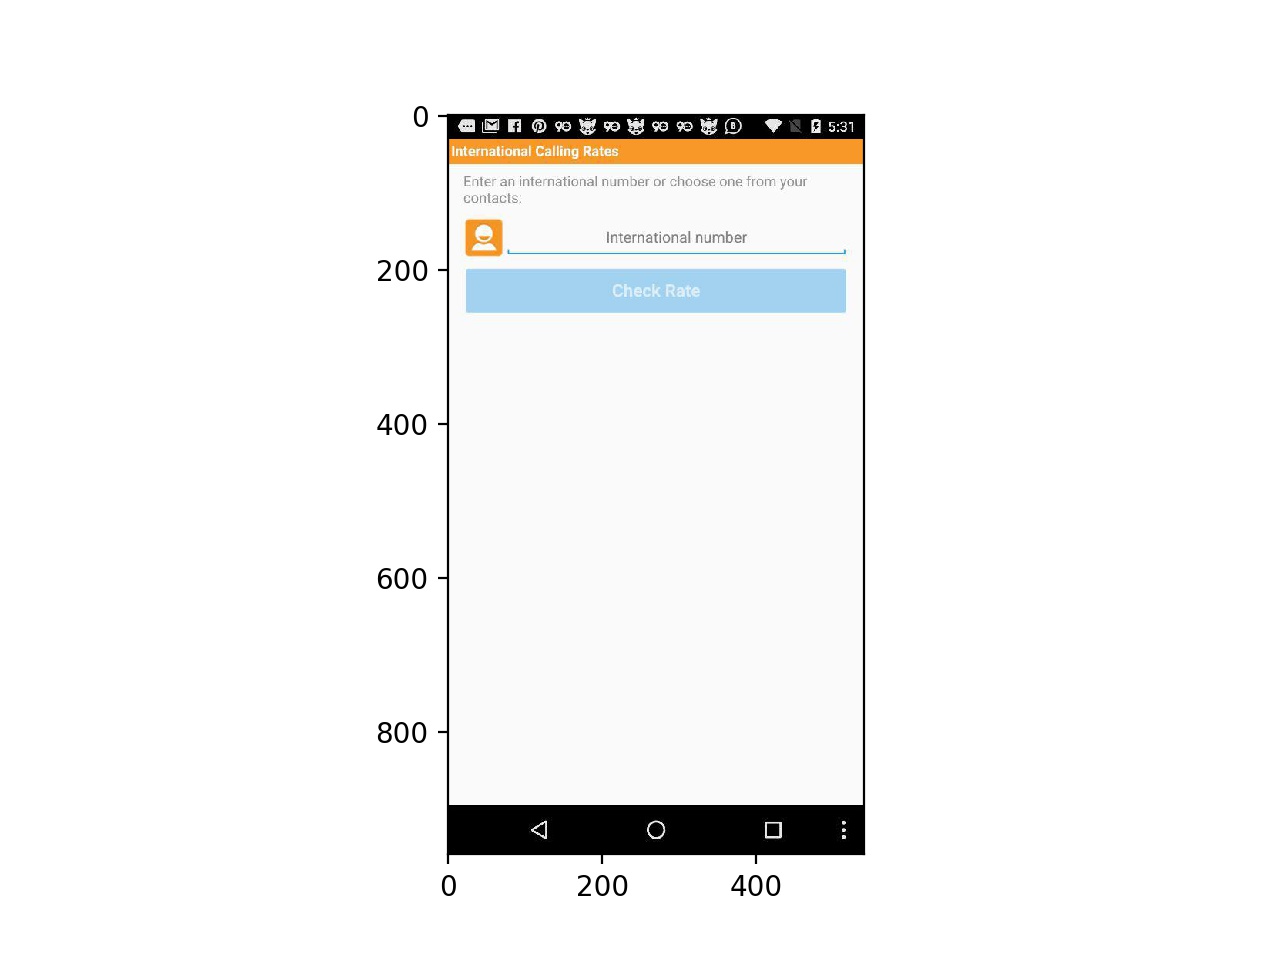 0
5:31
International Calling Rates
Enter an international number or choose one from your
contacts:
International number
200
Check Rate
400
600
800
0
200
400